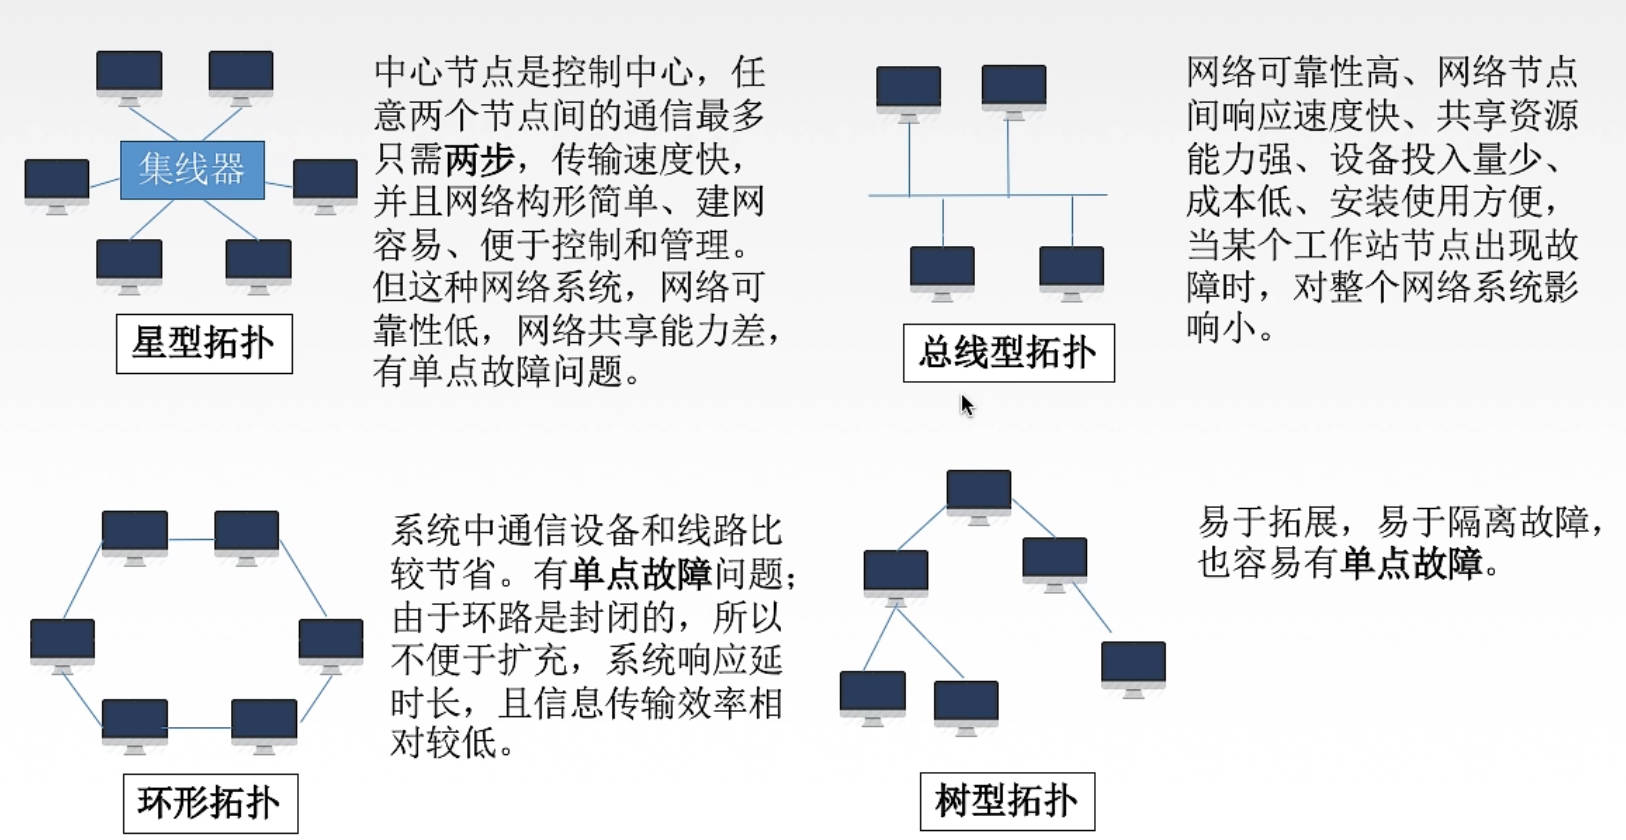 集线器
星型拓扑
中心节点是控制中心，任
意两个节点间的通信最多
只需两步，传输速度快，
并且网络构形简单、建网
容易、便于控制和管理。
但这种网络系统，网络可
靠性低，网络共享能力差，
有单点故障问题。
总线型拓扑
网络可靠性高、网络节点
间响应速度快、共享资源
能力强、设备投入量少、
成本低、安装使用方便，
当某个工作站节点出现故
障时，对整个网络系统影
响小。
环形拓扑
系统中通信设备和线路比
较节省。有单点故障问题；
由于环路是封闭的，所以
不便于扩充，系统响应延
时长，且信息传输效率相
对较低。
树型拓扑
易于拓展，易于隔离故障，
也容易有单点故障。